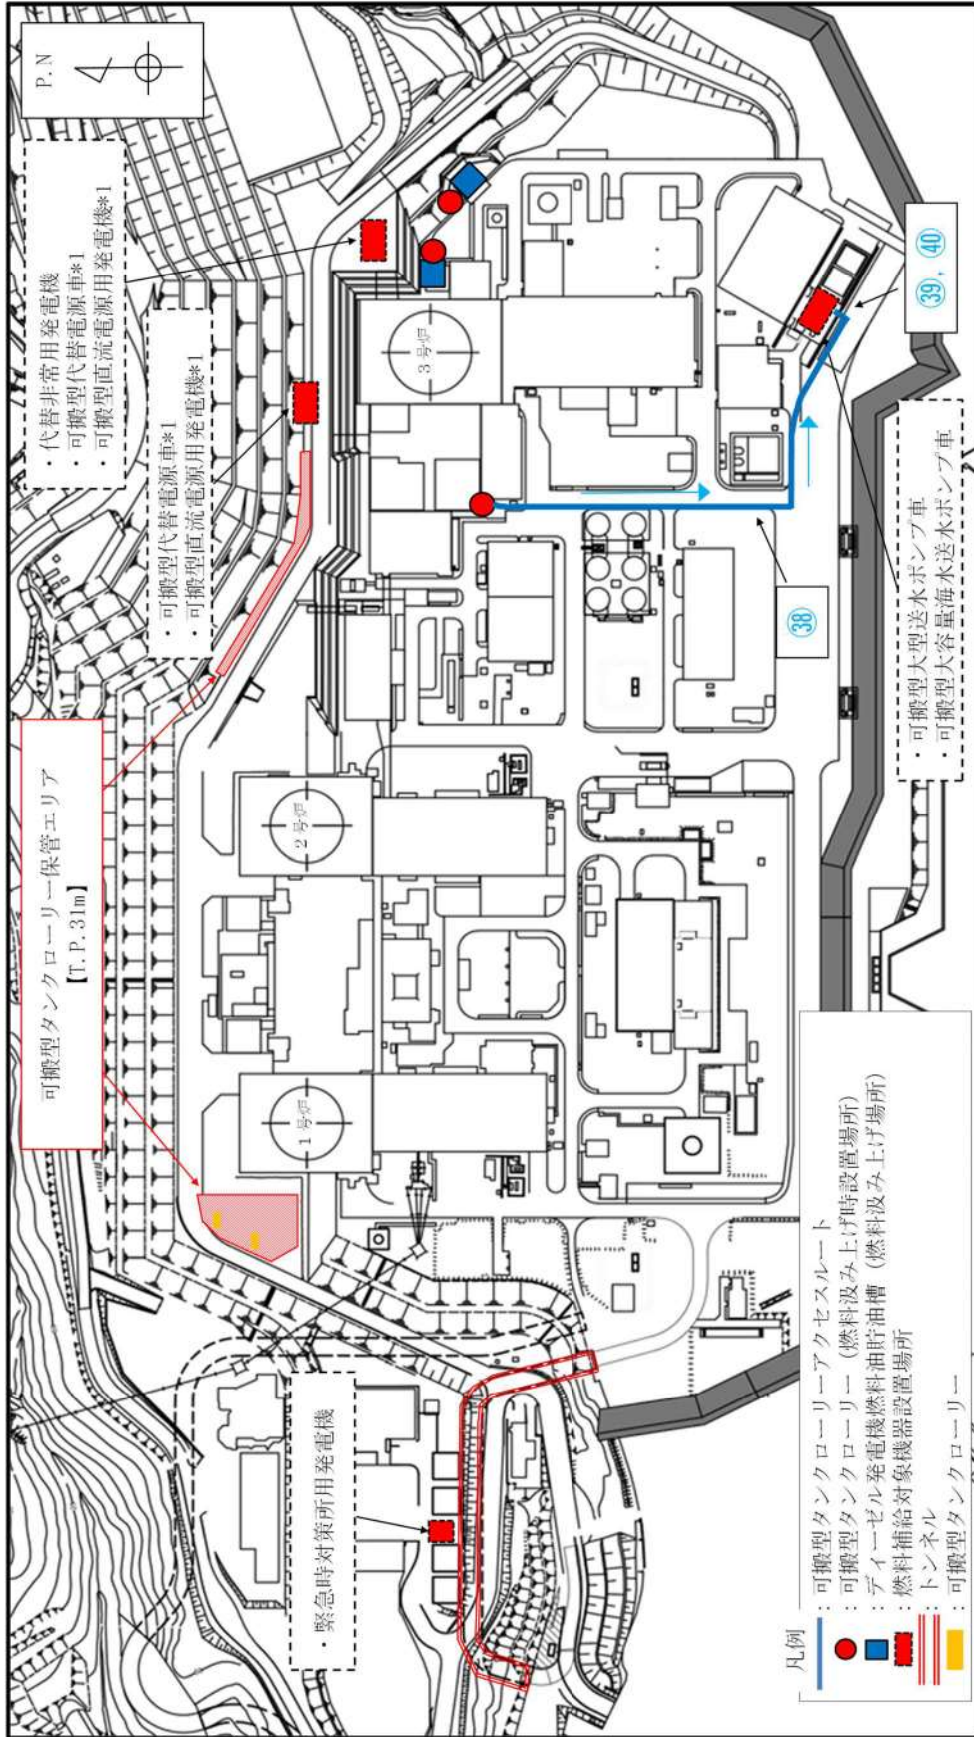 P.N
・代替非常用発電機
・可搬型代替電源車*1
・可搬型直流電源用発電機*1
・可搬型代替電源車*1
・可搬型直流電源用発電機*1
可搬型タンクローリー保管エリア
【T.P.31m】
・緊急時対策所用発電機
1号炉
2号炉
3号炉
㊳
㊴, ㊵
・可搬型大型送水ポンプ車
・可搬型大容量海水送水ポンプ車
凡例
：可搬型タンクローリーアクセスルート
：可搬型タンクローリー（燃料汲み上げ時設置場所）
：ディーゼル発電機燃料油貯油槽（燃料汲み上げ場所）
：燃料補給対象機器設置場所
：トンネル
：可搬型タンクローリー